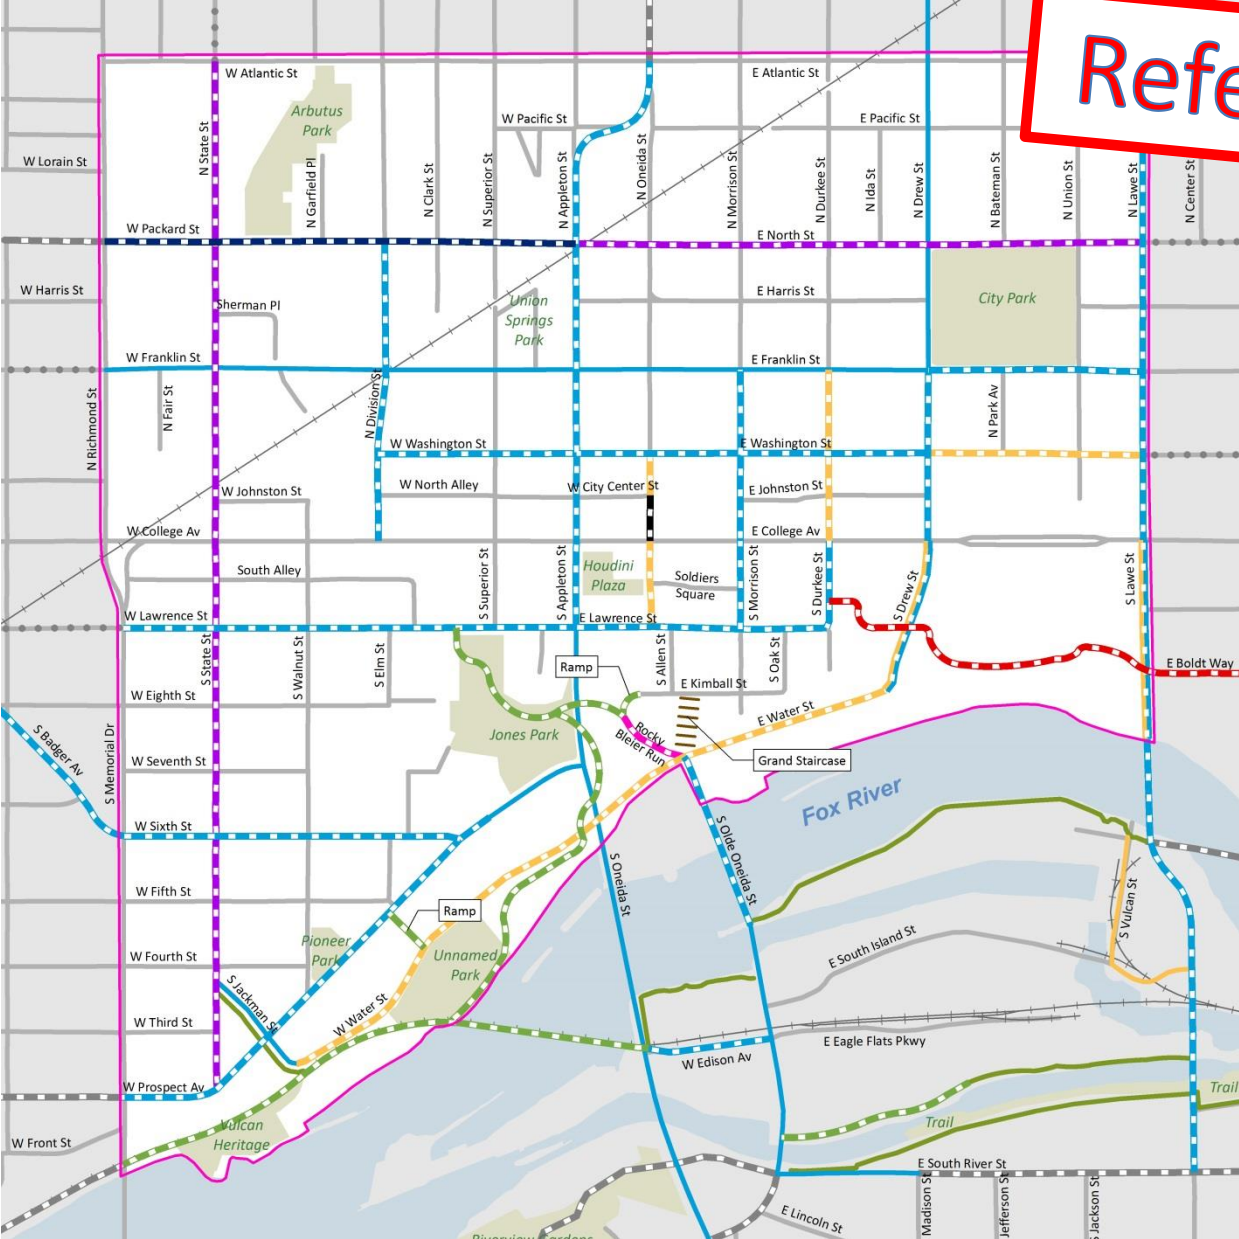 Refe
W Atlantic St
E Atlantic St
Arbutus
Park
W Pacific St
E Pacific St
W Lorain St
N State St
N Garfield Pl
N Clark St
N Superior St
N Appleton St
N Oneida St
N Morrison St
N Durkee St
N Ida St
N Drew St
N Bateman St
N Union St
N Lawe St
N Center St
W Packard St
E North St
W Harris St
E Harris St
Sherman Pl
Union
Springs
Park
City Park
W Franklin St
E Franklin St
N Richmond St
N Fair St
N Division St
N Park Av
W Washington St
E Washington St
W North Alley
W City Center St
W Johnston St
E Johnston St
W College Av
E College Av
South Alley
S Superior St
S Appleton St
Houdini
Plaza
Soldiers
Square
S Morrison St
S Durkee St
S Drew St
S Lawe St
W Lawrence St
E Lawrence St
S State St
S Walnut St
S Elm St
S Allen St
S Oak St
Ramp
E Kimball St
E Boldt Way
W Eighth St
E Water St
S Badger Av
S Memorial Dr
Jones Park
Rocky
Bleier Run
Grand Staircase
W Seventh St
Fox River
W Sixth St
S Olde Oneida St
S Oneida St
W Fifth St
Ramp
S Vulcan St
Pioneer
Park
Unnamed
Park
W Fourth St
E South Island St
S Jackman St
W Water St
W Third St
E Eagle Flats Pkwy
W Edison Av
W Prospect Av
Trail
Trail
Vulcan
Heritage
W Front St
E South River St
Madison St
Jefferson St
S Jackson St
E Lincoln St
Riverview Gardens